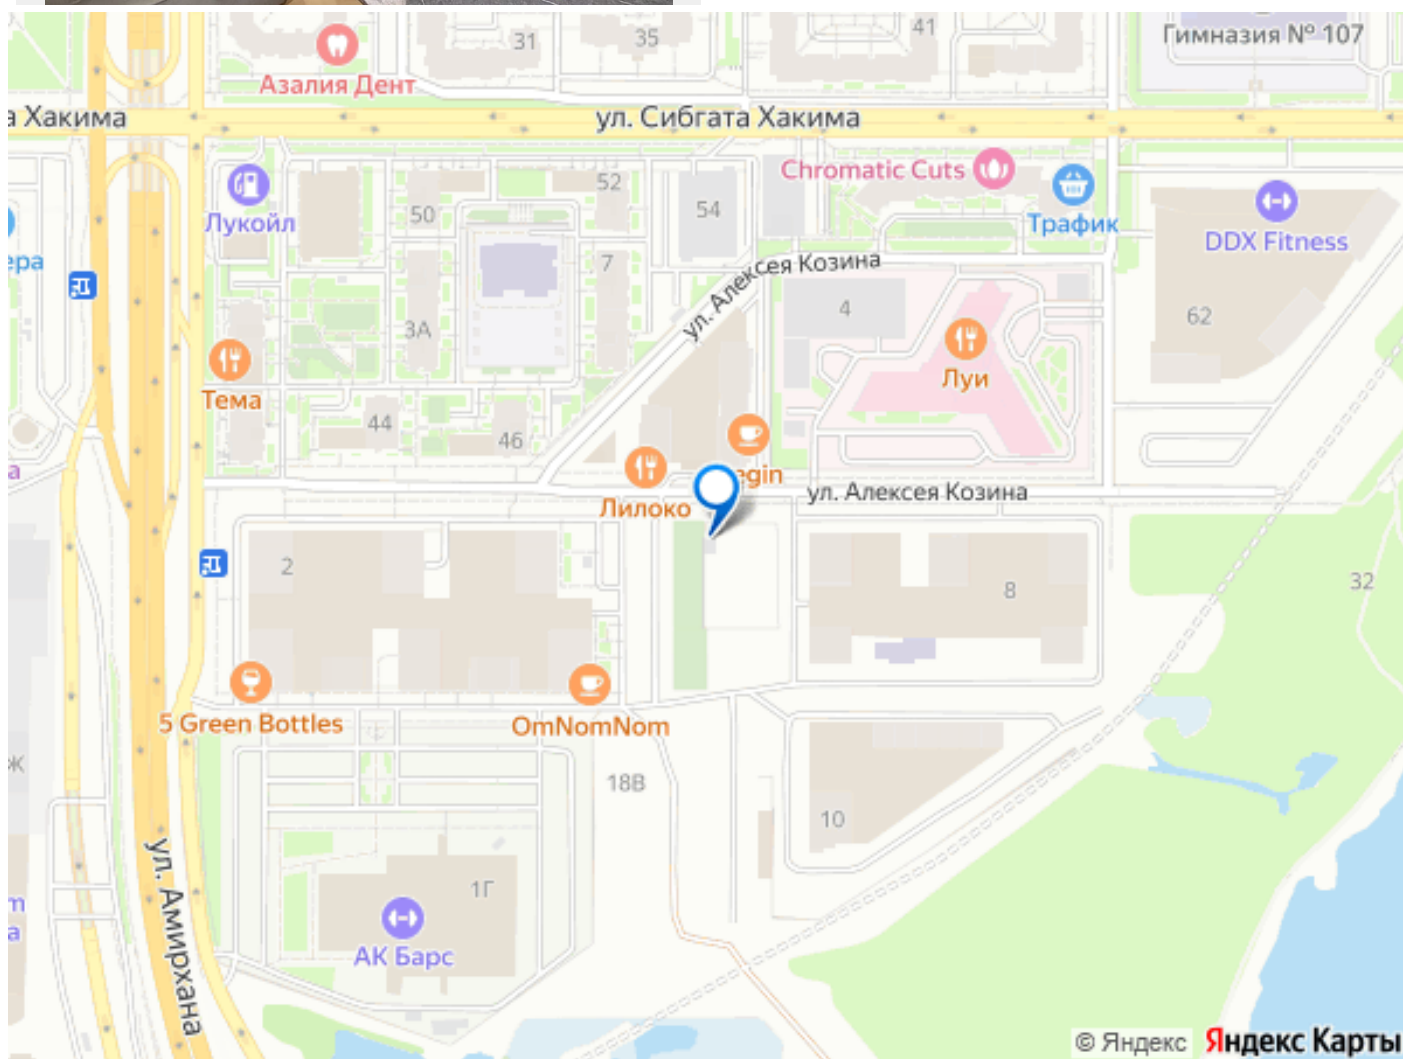 31
35
41
Гимназия № 107
Азалия Дент
а Хакима
ул. Сибгата Хакима
Chromatic Cuts
52
50
54
Лукойл
Трафик
DDX Fitness
ера
7
ул. Алексея Козина
4
62
3А
Луи
Тема
44
46
а
egin
ул. Алексея Козина
Лилоко
2
8
32
5 Green Bottles
OmNomNom
Ж
18В
10
ул. Амирхана
1Г
m
а
АК Барс
© Яндекс
Яндекс Карты